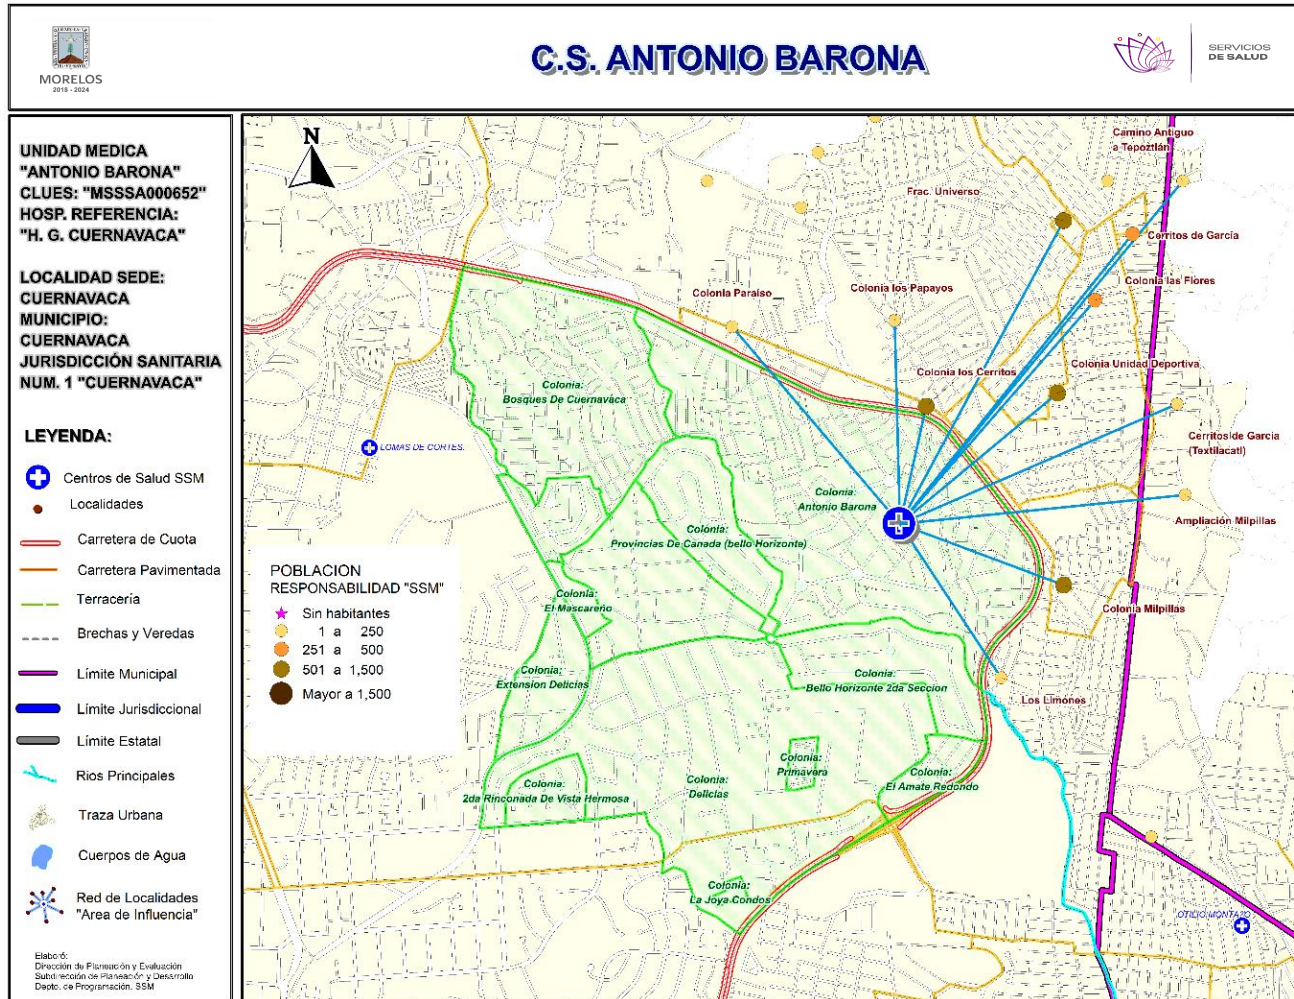 MORELOS
2018 - 2024
C.S. ANTONIO BARONA
SERVICIOS
DE SALUD
UNIDAD MEDICA
"ANTONIO BARONA"
CLUES: "MSSSA000652"
HOSP. REFERENCIA:
"H. G. CUERNAVACA"
LOCALIDAD SEDE:
CUERNAVACA
MUNICIPIO:
CUERNAVACA
JURISDICCIÓN SANITARIA
NUM. 1 "CUERNAVACA"
LEYENDA:
Centros de Salud SSM
Localidades
Carretera de Cuota
Carretera Pavimentada
Terracería
Brechas y Veredas
Límite Municipal
Límite Jurisdiccional
Límite Estatal
Rios Principales
Traza Urbana
Cuerpos de Agua
Red de Localidades
"Area de Influencia"
Elaboró:
Dirección de Planeación y Evaluación
Subdirección de Planeación y Desarrollo
Depto. de Programación. SSM
N
Camino Antiguo
a Tepoztlán
Frac. Universo
Cerritos de García
Colonia las Flores
Colonia Paraíso
Colonia los Papayos
Colonia los Cerritos
Colonia Unidad Deportiva
Colonia:
Bosques De Cuernavaca
LOMAS DE CORTES.
Cerritos de García
(Textilacatl)
Colonia:
Antonio Barona
Ampliación Milpillas
Colonia:
Provincias De Canada (bello Horizonte)
POBLACION
RESPONSABILIDAD "SSM"
Sin habitantes
1 a 250
251 a 500
501 a 1,500
Mayor a 1,500
Colonia:
El Mascareño
Colonia Milpillas
Colonia:
Extension Delicias
Colonia:
Bello Horizonte 2da Seccion
Los Limones
Colonia:
Primavera
Colonia:
2da Rinconada De Vista Hermosa
Colonia:
Delicias
Colonia:
El Amate Redondo
Colonia:
La Joya Condos
OTILIO MONTAÑO